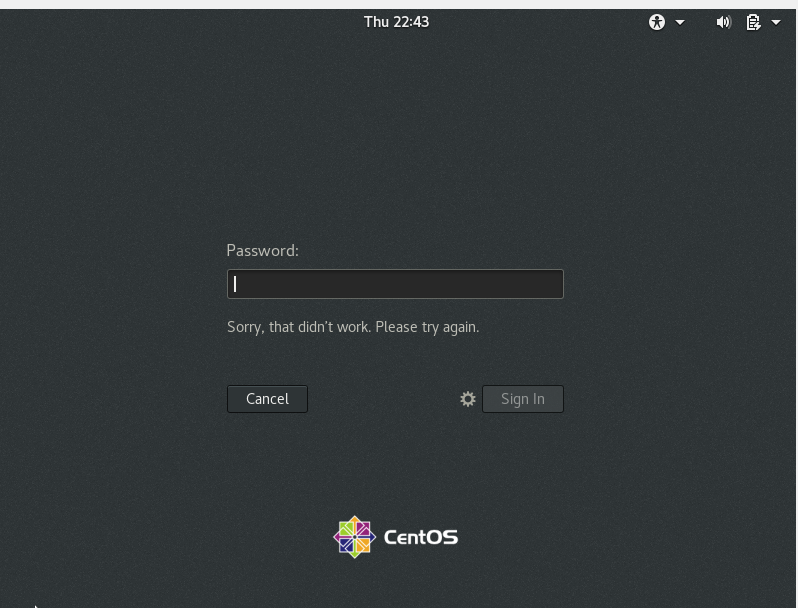 Thu 22:43
Password:
Sorry, that didn't work. Please try again.
Cancel
Sign In
CentOS